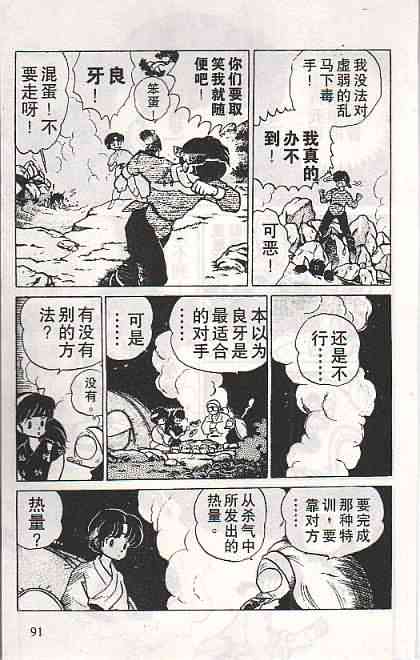 我没法对
虚弱的乱
马下毒
手！
我真的
办不
到！
可恶！
你们要取
笑我就随
便吧！
笨蛋！
良
牙
！
混蛋！不
要走呀！
还是不
行……
……
本以为
良牙是
最适合
的对手
……
可是
……
有没有
别的方
法？
没有。
要完成
那种特
训，要
靠对方
……
从杀气中
所发出的
热量。
热量？
91